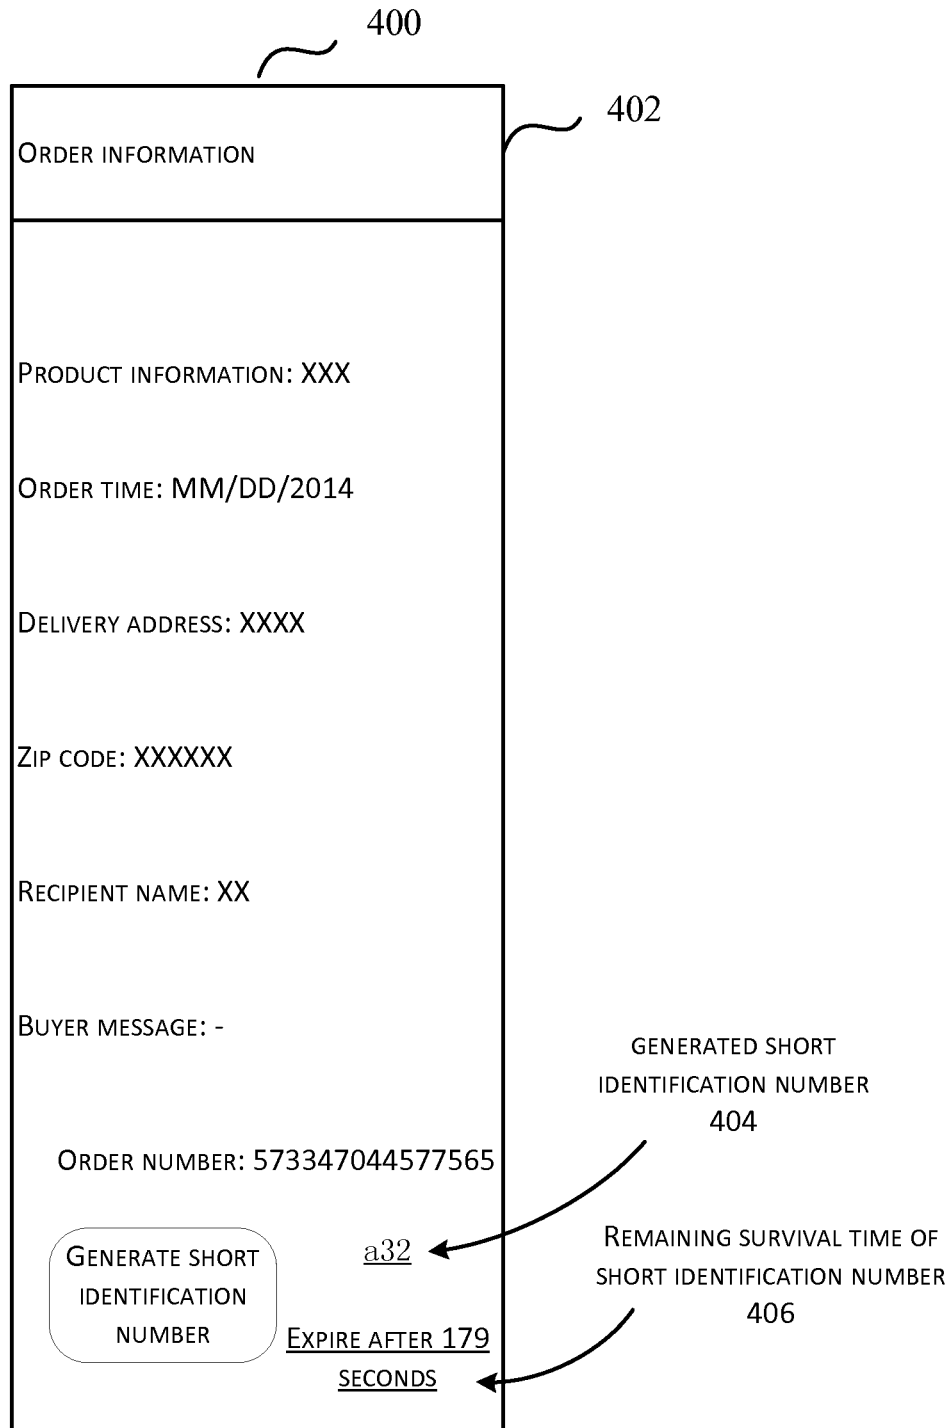 400
402
ORDER INFORMATION
PRODUCT INFORMATION: XXX
ORDER TIME: MM/DD/2014
DELIVERY ADDRESS: XXXX
ZIP CODE: XXXXXX
RECIPIENT NAME: XX
BUYER MESSAGE: -
GENERATED SHORT
IDENTIFICATION NUMBER
404
ORDER NUMBER: 573347044577565
a32
GENERATE SHORT
IDENTIFICATION
NUMBER
EXPIRE AFTER 179
SECONDS
REMAINING SURVIVAL TIME OF
SHORT IDENTIFICATION NUMBER
406